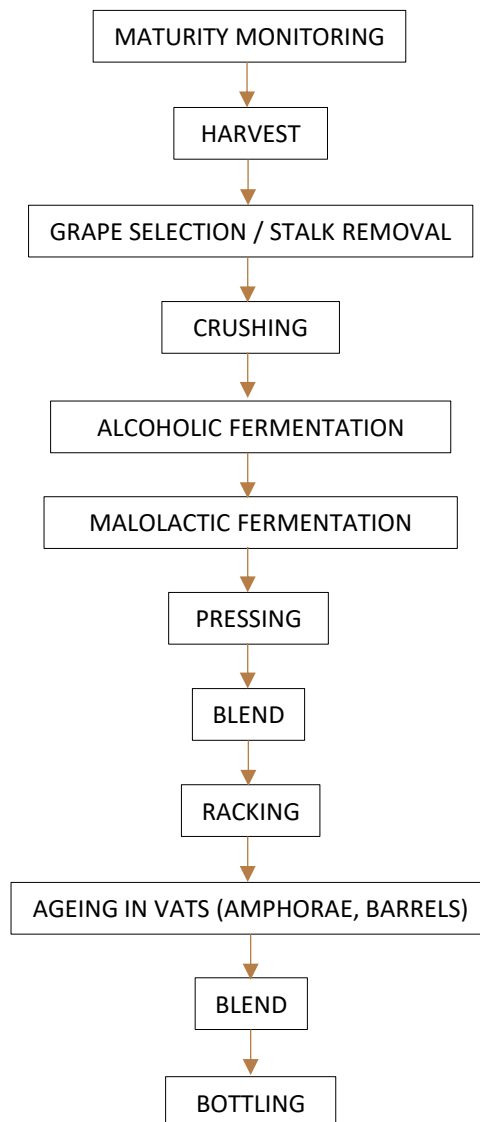 MATURITY MONITORING
HARVEST
GRAPE SELECTION / STALK REMOVAL
CRUSHING
ALCOHOLIC FERMENTATION
MALOLACTIC FERMENTATION
PRESSING
BLEND
RACKING
AGEING IN VATS (AMPHORAE, BARRELS)
BLEND
BOTTLING